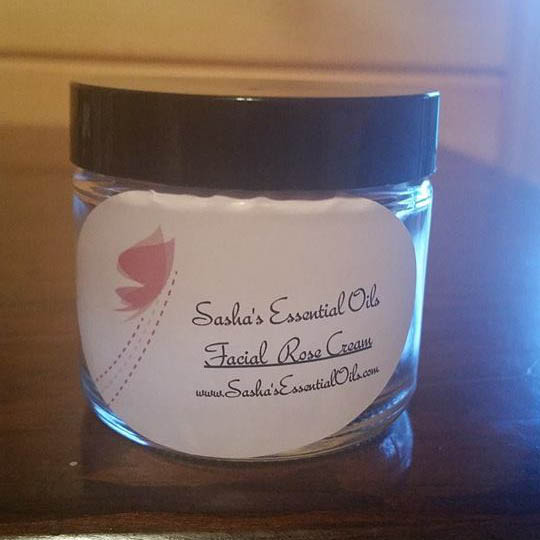 Sasha's Essential Oils
Facial Rose Cream
www.Sasha'sEssentialOils.com